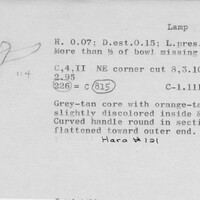 Lamp
H. 0.07; D.est.0.15; L.pres.
More than ½ of bowl missing
C,4,II NE corner cut 8,3.10
2.95
226 = C 815 C-1.111
114
Grey-tan core with orange-ta
slightly discolored inside &
Curved handle round in secti
flattened toward outer end.
Hara #121